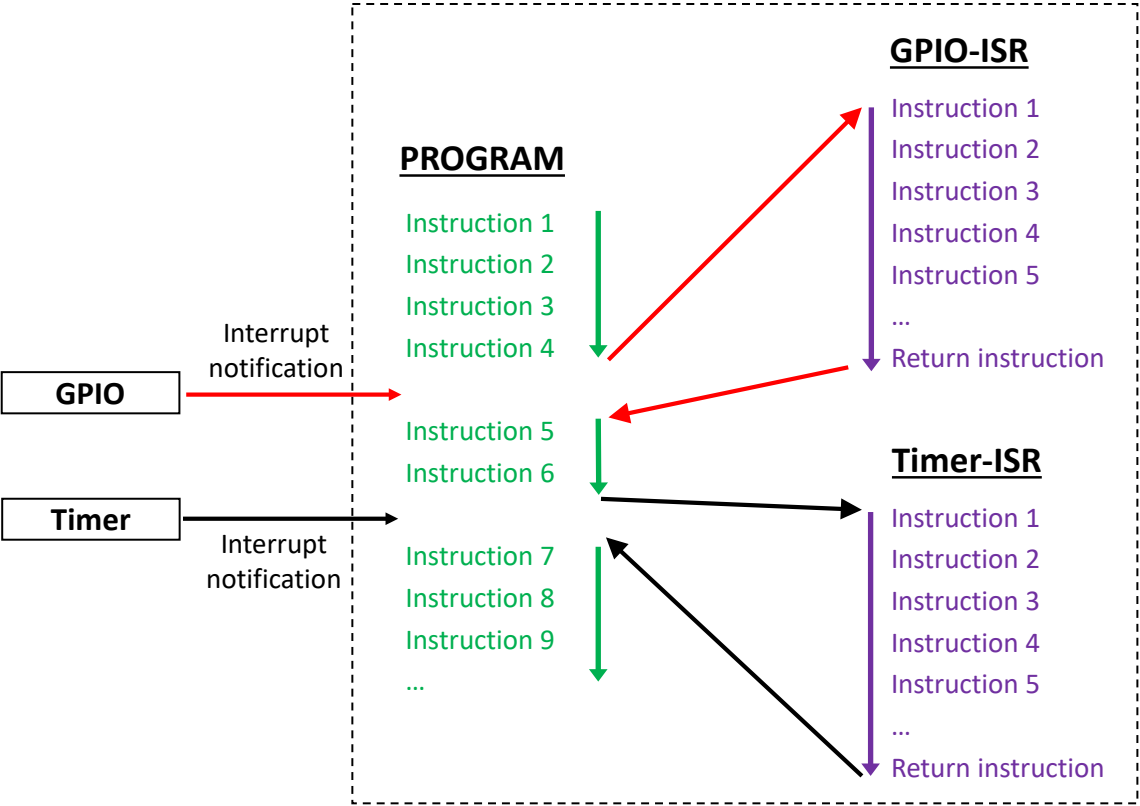 GPIO
Interrupt
notification
Timer
Interrupt
notification
PROGRAM
Instruction 1
Instruction 2
Instruction 3
Instruction 4
Instruction 5
Instruction 6
Instruction 7
Instruction 8
Instruction 9
...
GPIO-ISR
Instruction 1
Instruction 2
Instruction 3
Instruction 4
Instruction 5
...
Return instruction
Timer-ISR
Instruction 1
Instruction 2
Instruction 3
Instruction 4
Instruction 5
...
Return instruction